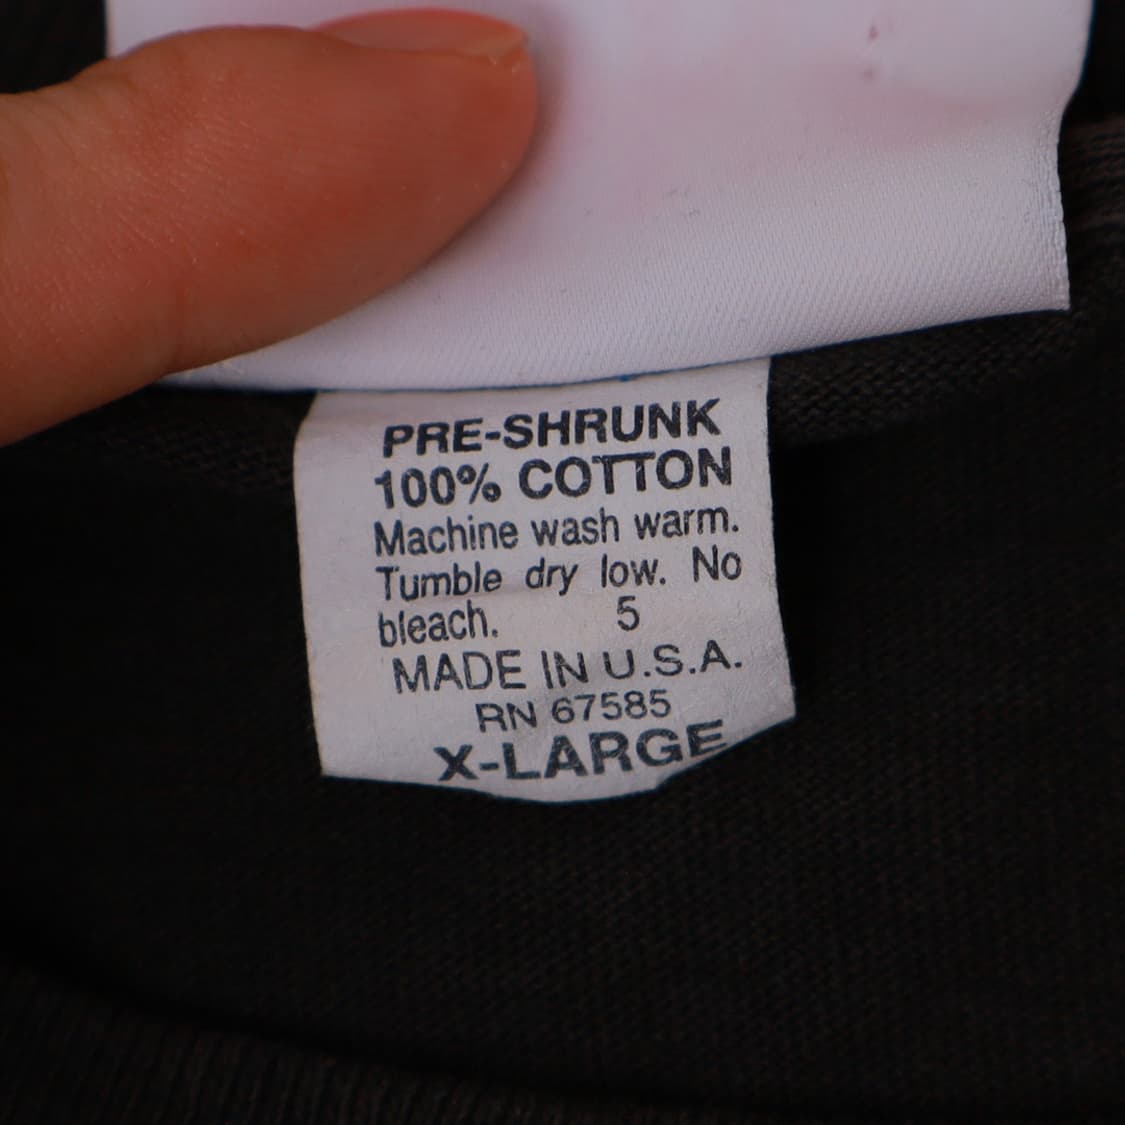 PRE-SHRUNK
100% COTTON
Machine wash warm.
Tumble dry low. No
bleach. 5
MADE IN U.S.A.
RN 67585
X-LARGE